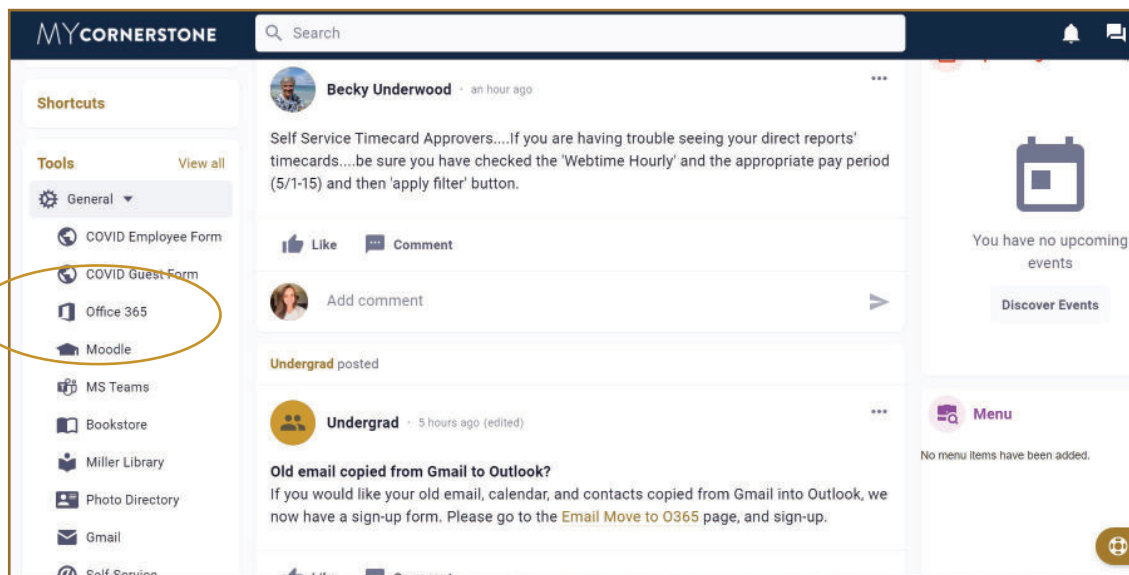 MYCORNERSTONE
Search
Shortcuts
Tools
View all
General
COVID Employee Form
COVID Guest Form
Office 365
Moodle
MS Teams
Bookstore
Miller Library
Photo Directory
Gmail
Self Service
Becky Underwood · an hour ago
Self Service Timecard Approvers....If you are having trouble seeing your direct reports'
timecards....be sure you have checked the 'Webtime Hourly' and the appropriate pay period
(5/1-15) and then 'apply filter' button.
Like
Comment
Add comment
Undergrad posted
Undergrad · 5 hours ago (edited)
Old email copied from Gmail to Outlook?
If you would like your old email, calendar, and contacts copied from Gmail into Outlook, we
now have a sign-up form. Please go to the Email Move to O365 page, and sign-up.
Like
Comment
You have no upcoming
events
Discover Events
Menu
No menu items have been added.